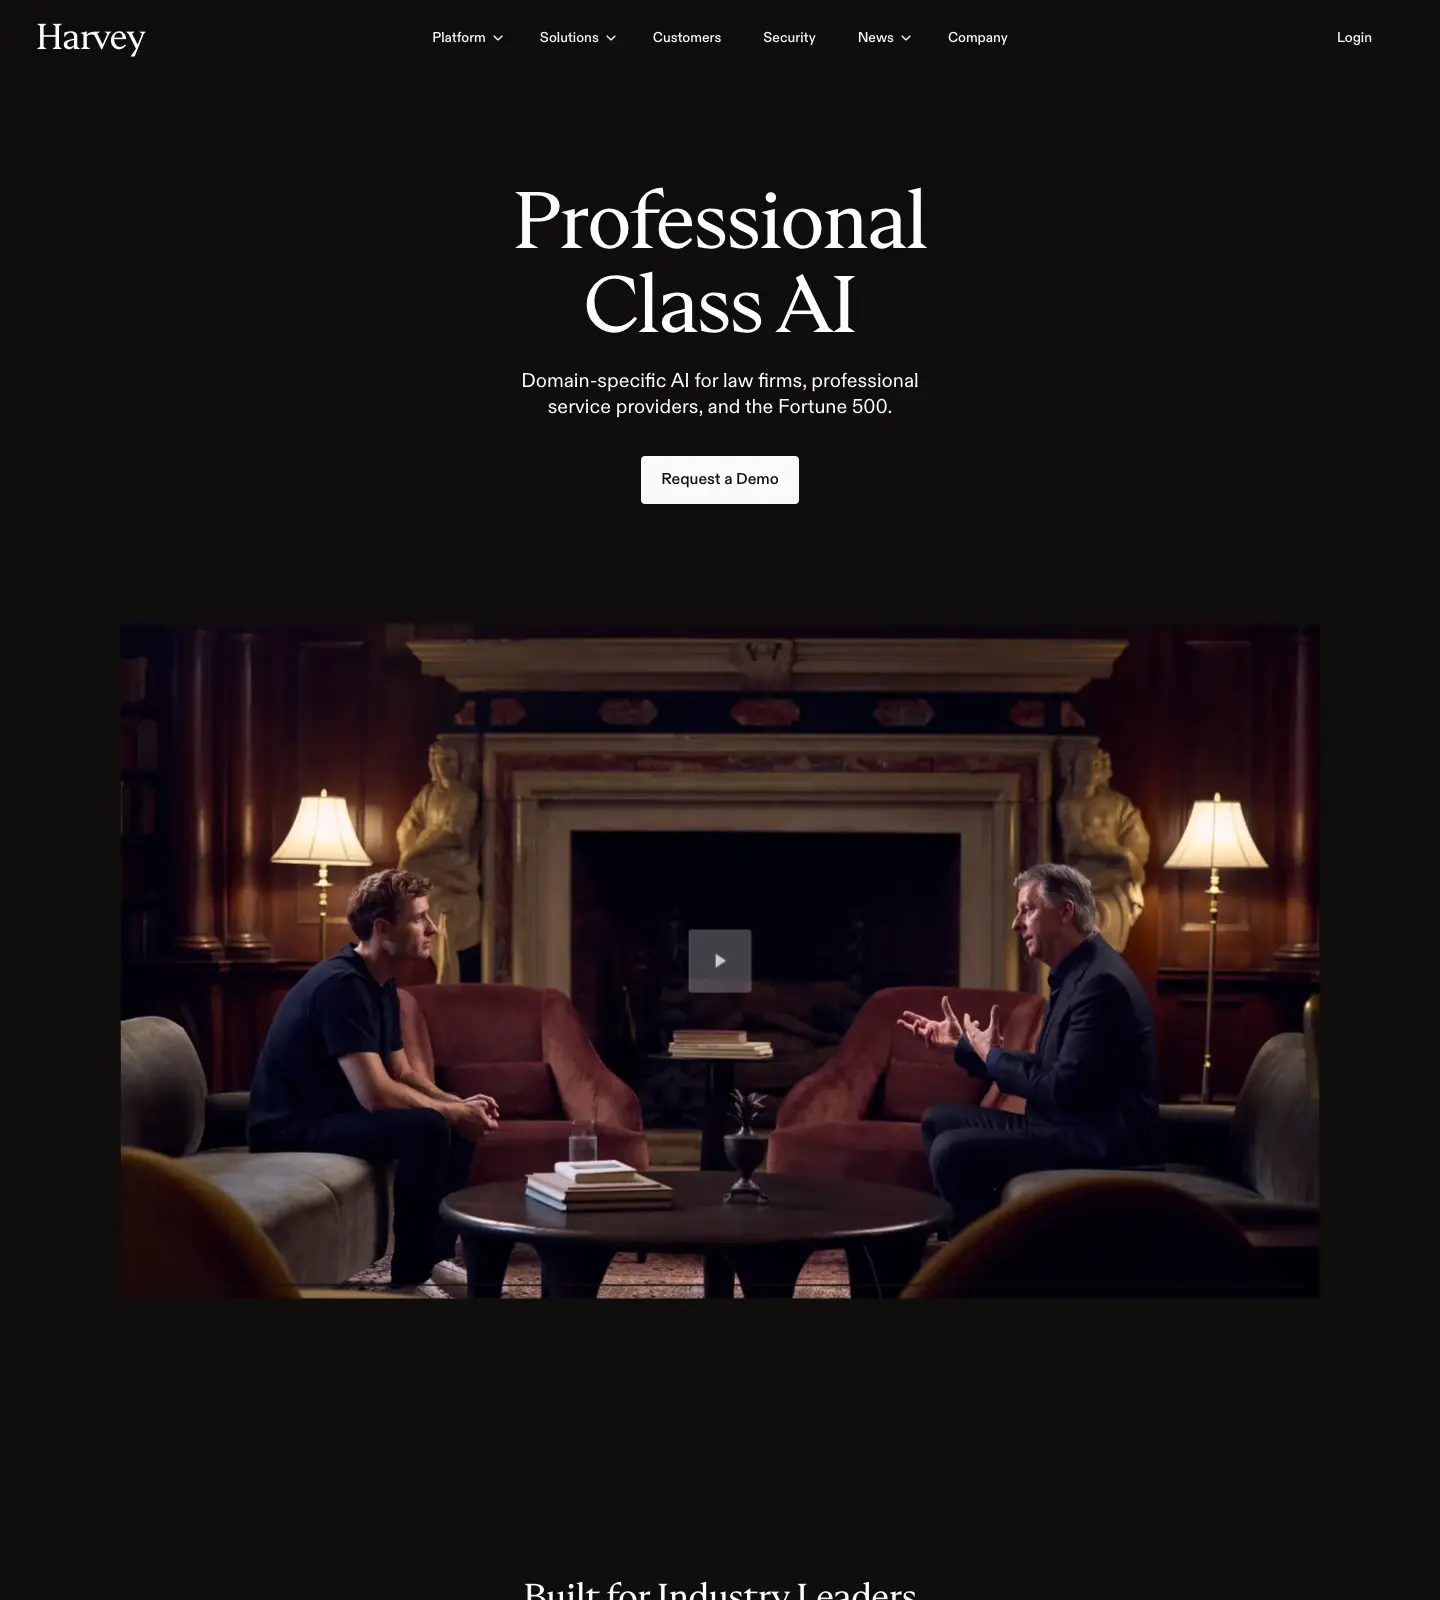 Harvey
Platform
Solutions
Customers
Security
News
Company
Login
Professional
Class AI
Domain-specific AI for law firms, professional
service providers, and the Fortune 500.
Request a Demo
Built for Industry Leaders